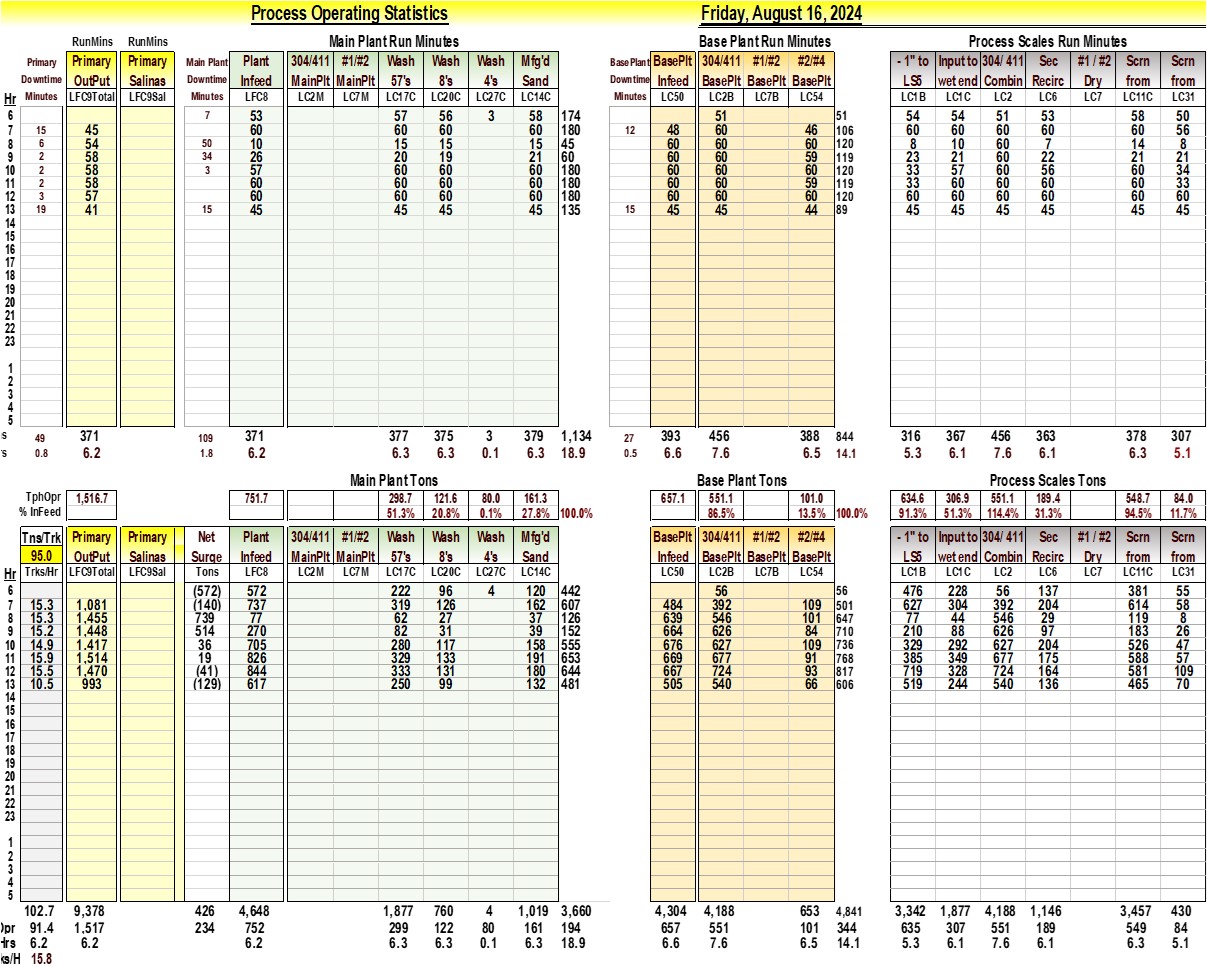 Process Operating Statistics Friday, August 16, 2024
RunMins RunMins Main Plant Run Minutes Base Plant Run Minutes Process Scales Run Minutes
Primary Primary Primary Main Plant Plant 304/411 #1/#2 Wash Wash Wash Mfg'd BasePlant BasePlt 304/411 #1/#2 #2/#4 - 1" to Input to 304/ 411 Sec #1 / #2 Scrn Scrn
Downtime OutPut Salinas Downtime Infeed MainPlt MainPlt 57's 8's 4's Sand Downtime Infeed BasePlt BasePlt BasePlt LS5 wet end Combin Recirc Dry from from
Hr Minutes LFC9Total LFC9Sal Minutes LFC8 LC2M LC7M LC17C LC20C LC27C LC14C Minutes LC50 LC2B LC7B LC54 LC1B LC1C LC2 LC6 LC7 LC11C LC31
6 7 53 57 56 3 58 174 51 51 54 54 51 53 58 50
7 15 45 60 60 60 60 180 12 48 60 46 106 60 60 60 60 60 56
8 6 54 50 10 15 15 15 45 60 60 60 120 8 10 60 7 14 8
9 2 58 34 26 20 19 21 60 60 60 59 119 23 21 60 22 21 21
10 2 58 3 57 60 60 60 180 60 60 60 120 33 57 60 56 60 34
11 2 58 60 60 60 60 180 60 60 59 119 33 60 60 60 60 33
12 3 57 60 60 60 60 180 60 60 60 120 60 60 60 60 60 60
13 19 41 15 45 45 45 45 135 15 45 45 44 89 45 45 45 45 45 45
14
15
16
17
18
19
20
21
22
23
1
2
3
4
5
s 49 371 109 371 377 375 3 379 1,134 27 393 456 388 844 316 367 456 363 378 307
s 0.8 6.2 1.8 6.2 6.3 6.3 0.1 6.3 18.9 0.5 6.6 7.6 6.5 14.1 5.3 6.1 7.6 6.1 6.3 5.1
Main Plant Tons Base Plant Tons Process Scales Tons
TphOpr 1,516.7 751.7 298.7 121.6 80.0 161.3 657.1 551.1 101.0 634.6 306.9 551.1 189.4 548.7 84.0
% InFeed 51.3% 20.8% 0.1% 27.8% 100.0% 86.5% 13.5% 100.0% 91.3% 51.3% 114.4% 31.3% 94.5% 11.7%
Tns/Trk Primary Primary Net Plant 304/411 #1/#2 Wash Wash Wash Mfg'd BasePlt 304/411 #1/#2 #2/#4 - 1" to Input to 304/ 411 Sec #1 / #2 Scrn Scrn
95.0 OutPut Salinas Surge Infeed MainPlt MainPlt 57's 8's 4's Sand Infeed BasePlt BasePlt BasePlt LS5 wet end Combin Recirc Dry from from
Hr Trks/Hr LFC9Total LFC9Sal Tons LFC8 LC2M LC7M LC17C LC20C LC27C LC14C LC50 LC2B LC7B LC54 LC1B LC1C LC2 LC6 LC7 LC11C LC31
6 (572) 572 222 96 4 120 442 56 56 476 228 56 137 381 55
7 15.3 1,081 (140) 737 319 126 162 607 484 392 109 501 627 304 392 204 614 58
8 15.3 1,455 739 77 62 27 37 126 639 546 101 647 77 44 546 29 119 8
9 15.2 1,448 514 270 82 31 39 152 664 626 84 710 210 88 626 97 183 26
10 14.9 1,417 36 705 280 117 158 555 676 627 109 736 329 292 627 204 526 47
11 15.9 1,514 19 826 329 133 191 653 669 677 91 768 385 349 677 175 588 57
12 15.5 1,470 (41) 844 333 131 180 644 667 724 93 817 719 328 724 164 581 109
13 10.5 993 (129) 617 250 99 132 481 505 540 66 606 519 244 540 136 465 70
14
15
16
17
18
19
20
21
22
23
1
2
3
4
5
102.7 9,378 426 4,648 1,877 760 4 1,019 3,660 4,304 4,188 653 4,841 3,342 1,877 4,188 1,146 3,457 430
Opr 91.4 1,517 234 752 299 122 80 161 194 657 551 101 344 635 307 551 189 549 84
Hrs 6.2 6.2 6.2 6.3 6.3 0.1 6.3 18.9 6.6 7.6 6.5 14.1 5.3 6.1 7.6 6.1 6.3 5.1
ks/H 15.8